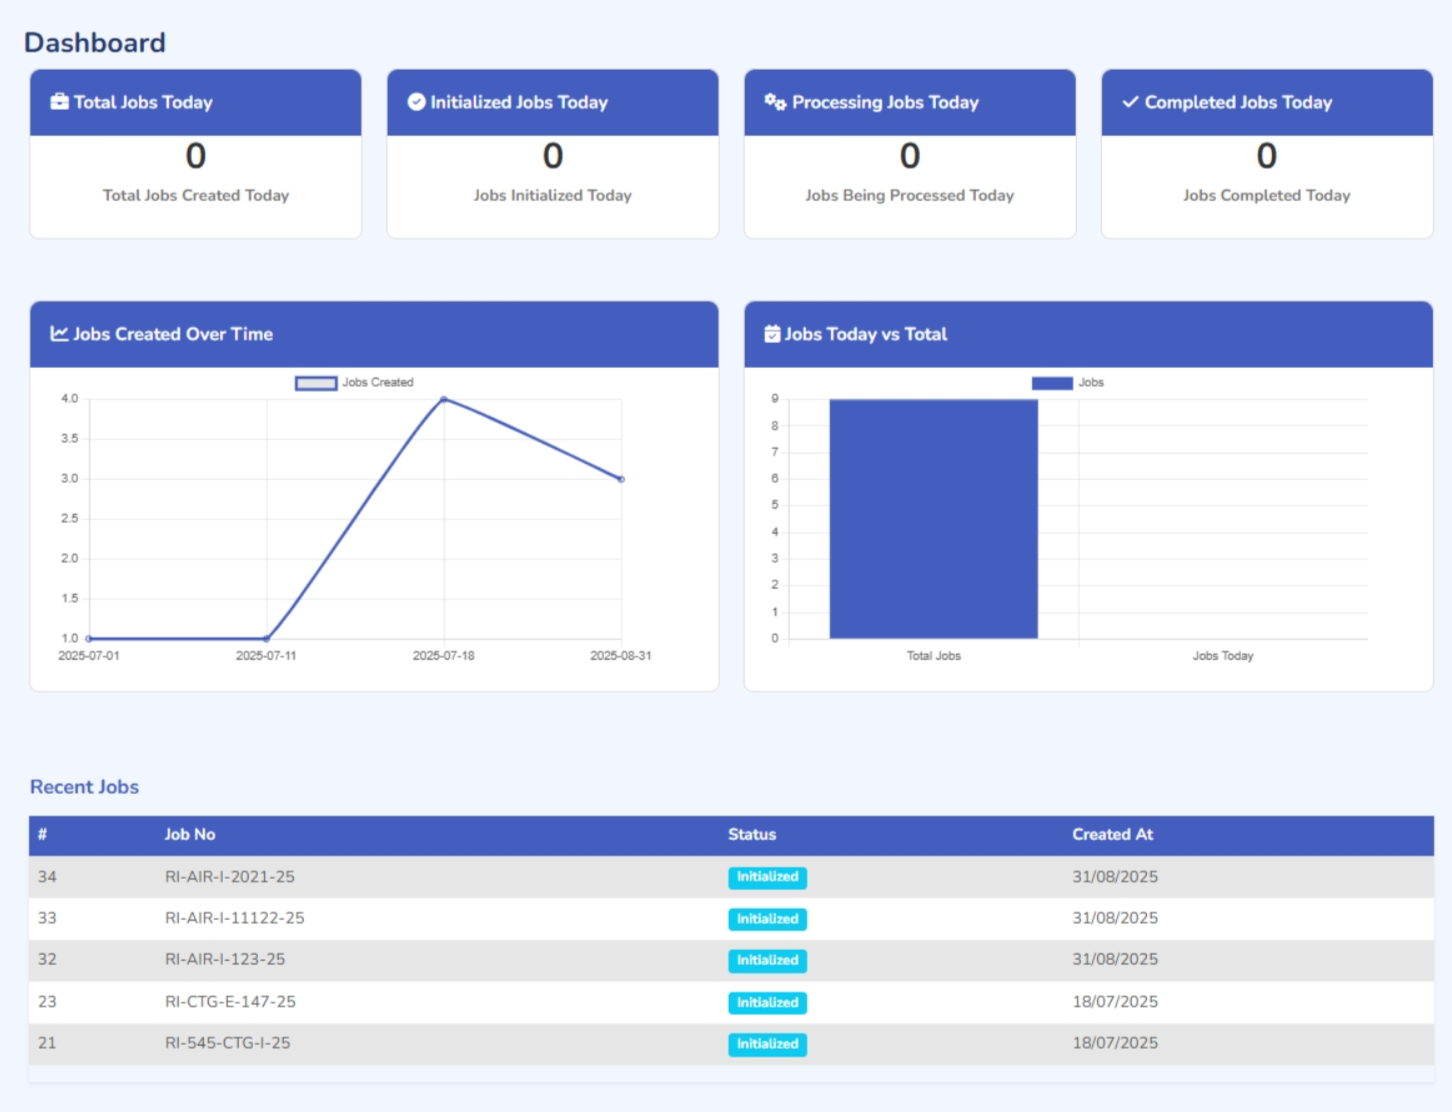 Dashboard
Total Jobs Today
0
Total Jobs Created Today
Initialized Jobs Today
0
Jobs Initialized Today
Processing Jobs Today
0
Jobs Being Processed Today
Completed Jobs Today
0
Jobs Completed Today
Jobs Created Over Time
Jobs Created
4.0
3.5
3.0
2.5
2.0
1.5
1.0
2025-07-01 2025-07-11 2025-07-18 2025-08-31
Jobs Today vs Total
Jobs
9
8
7
6
5
4
3
2
1
0
Total Jobs Jobs Today
Recent Jobs
# Job No Status Created At
34 RI-AIR-I-2021-25 Initialized 31/08/2025
33 RI-AIR-I-11122-25 Initialized 31/08/2025
32 RI-AIR-I-123-25 Initialized 31/08/2025
23 RI-CTG-E-147-25 Initialized 18/07/2025
21 RI-545-CTG-I-25 Initialized 18/07/2025